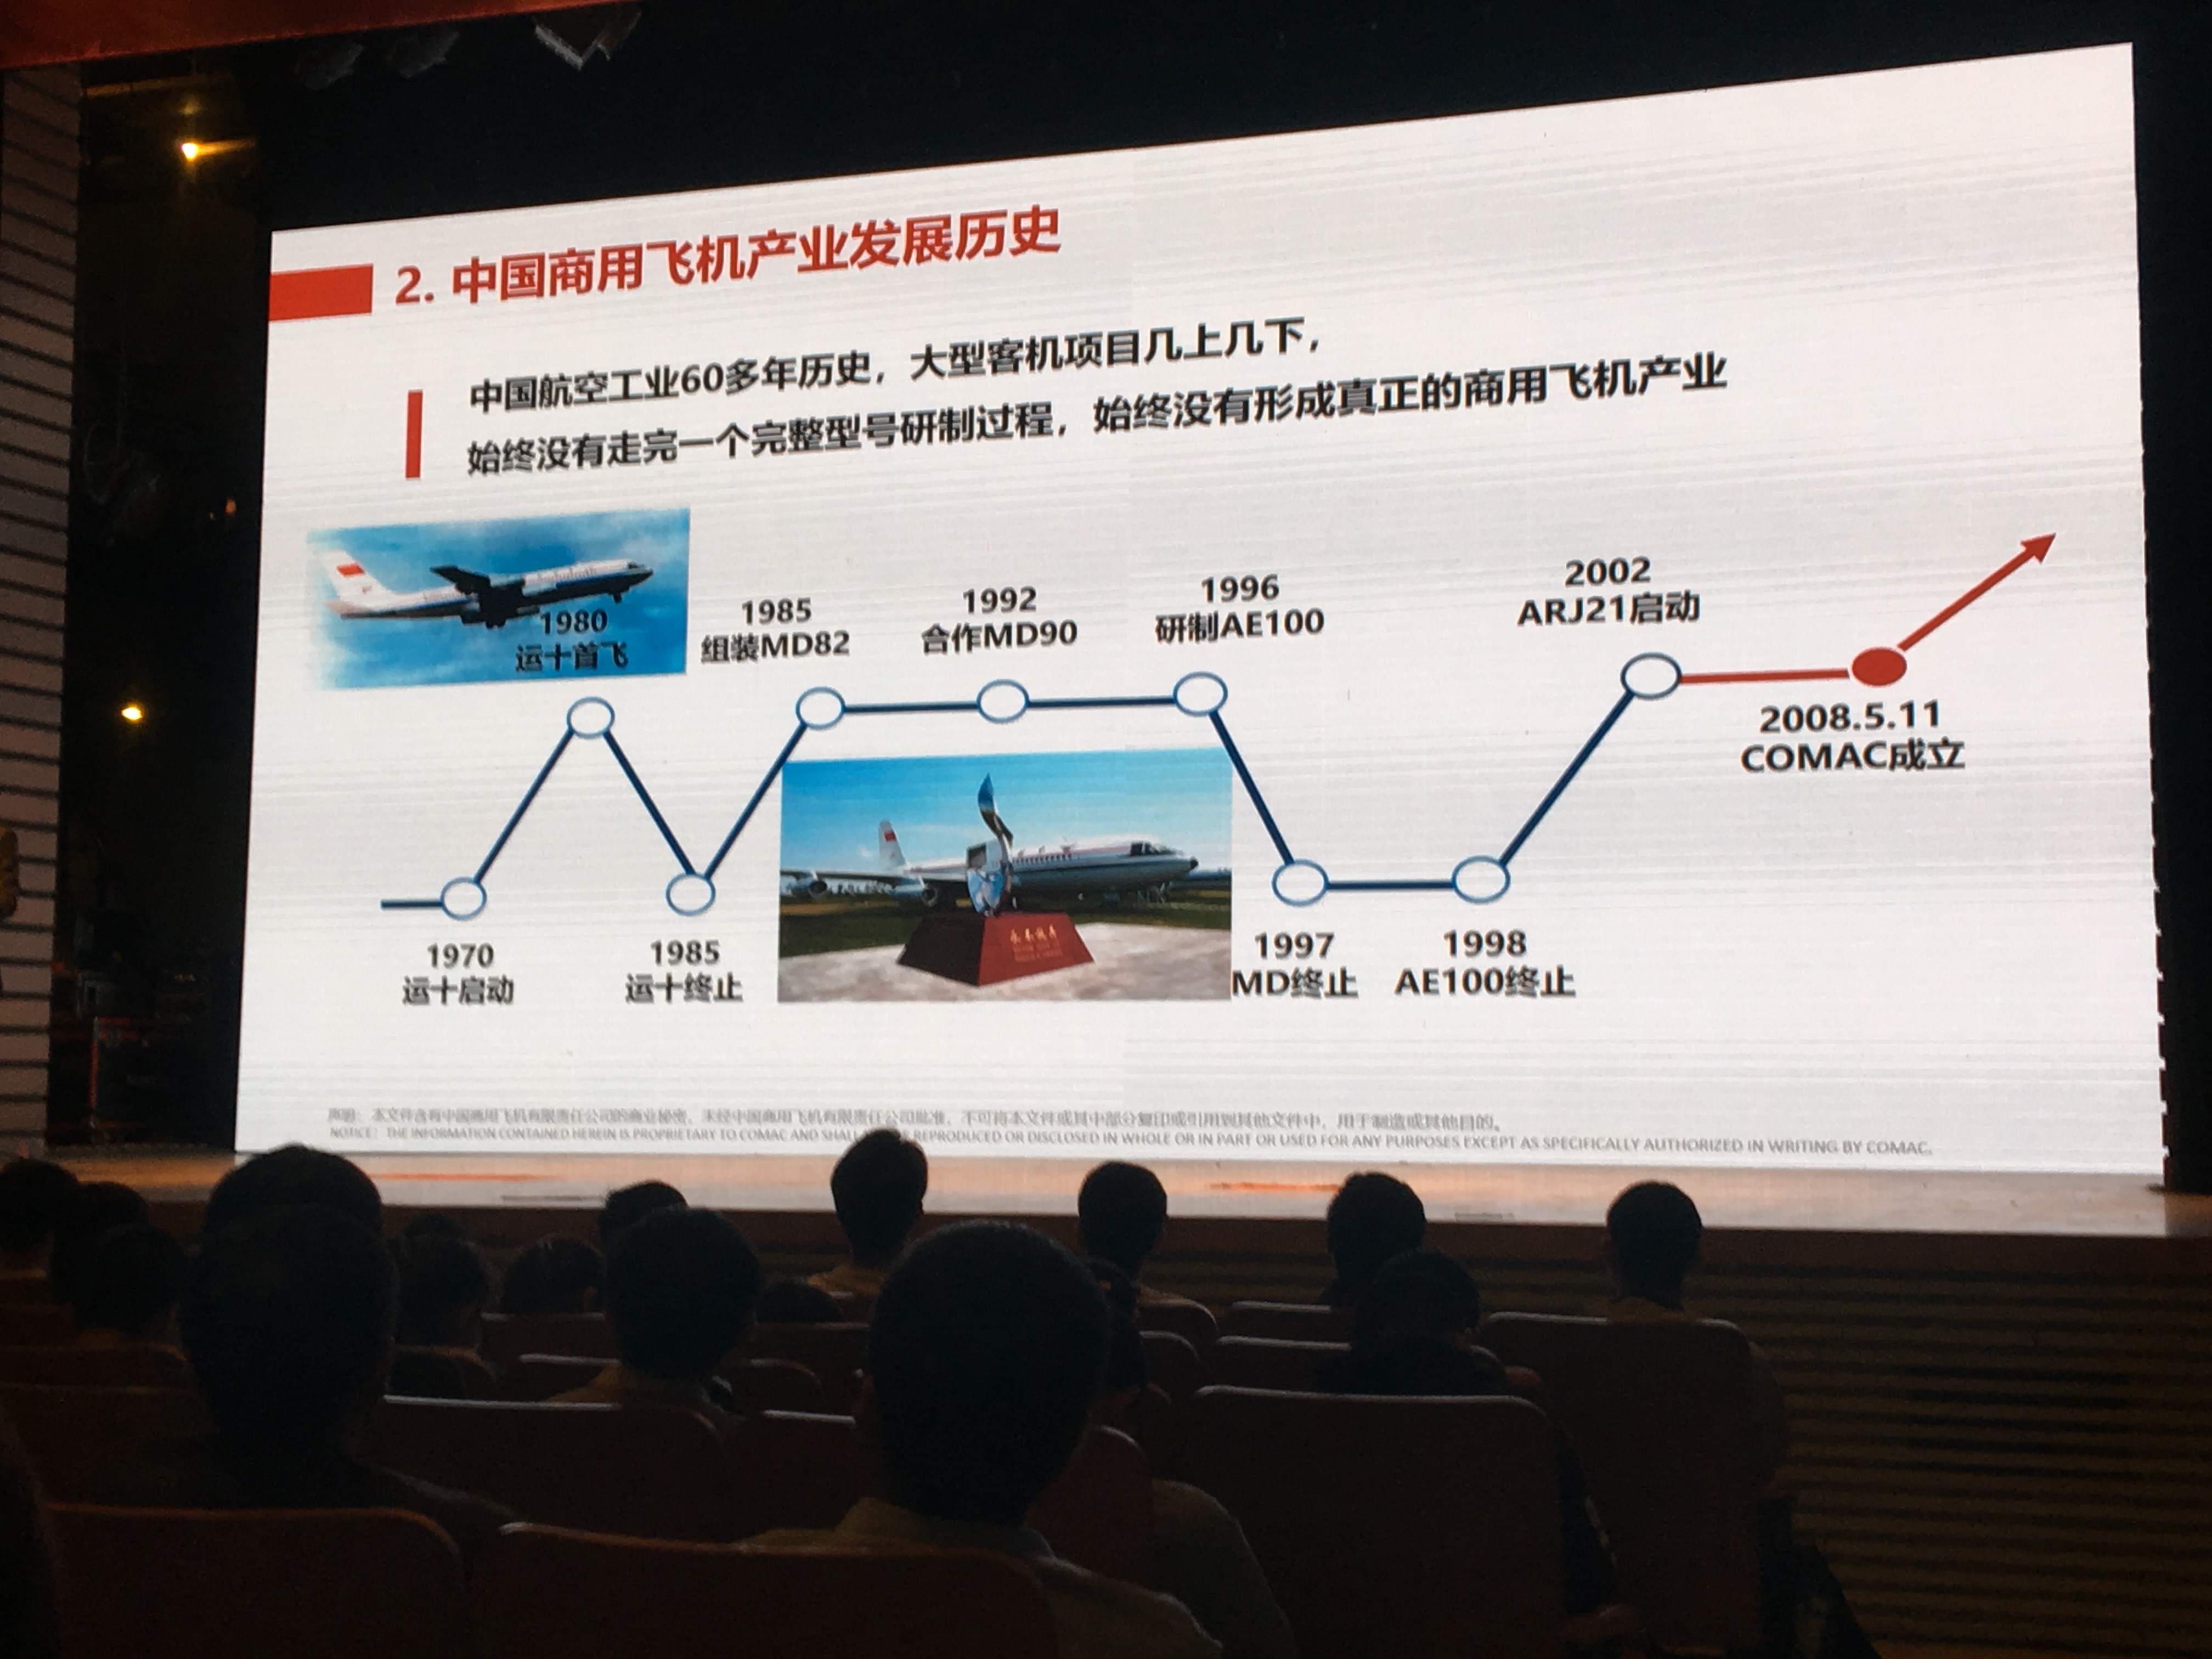 2. 中国商用飞机产业发展历史
中国航空工业60多年历史，大型客机项目几上几下，
始终没有走完一个完整型号研制过程，始终没有形成真正的商用飞机产业
1980
运十首飞
1985
组装MD82
1992
合作MD90
1996
研制AE100
2002
ARJ21启动
2008.5.11
COMAC成立
1970
运十启动
1985
运十终止
1997
MD终止
1998
AE100终止
声明：本文件含有中国商用飞机有限责任公司的商业秘密，未经中国商用飞机有限责任公司批准，不可将本文件或其中部分复印或引用到其他文件中，用于制造或其他目的。
NOTICE: THE INFORMATION CONTAINED HEREIN IS PROPRIETARY TO COMAC AND SHALL REPRODUCED OR DISCLOSED IN WHOLE OR IN PART OR USED FOR ANY PURPOSES EXCEPT AS SPECIFICALLY AUTHORIZED IN WRITING BY COMAC.